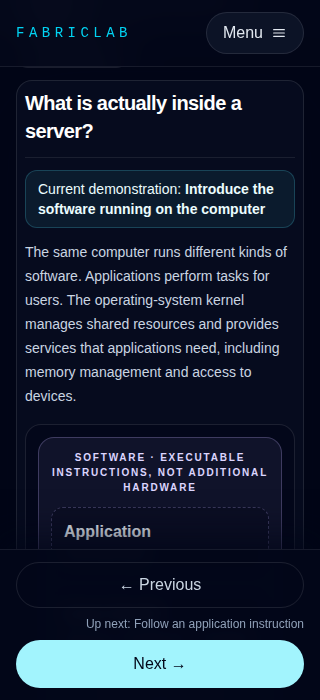 FABRICLAB
Menu
What is actually inside a
server?
Current demonstration: Introduce the
software running on the computer
The same computer runs different kinds of
software. Applications perform tasks for
users. The operating-system kernel
manages shared resources and provides
services that applications need, including
memory management and access to
devices.
SOFTWARE · EXECUTABLE
INSTRUCTIONS, NOT ADDITIONAL
HARDWARE
Application
← Previous
Up next: Follow an application instruction
Next →